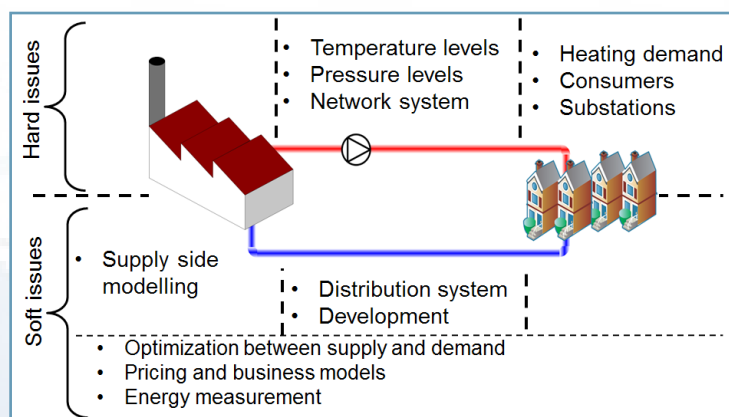 Hard issues
• Temperature levels
• Pressure levels
• Network system
• Heating demand
• Consumers
• Substations
Soft issues
• Supply side
modelling
• Distribution system
• Development
• Optimization between supply and demand
• Pricing and business models
• Energy measurement